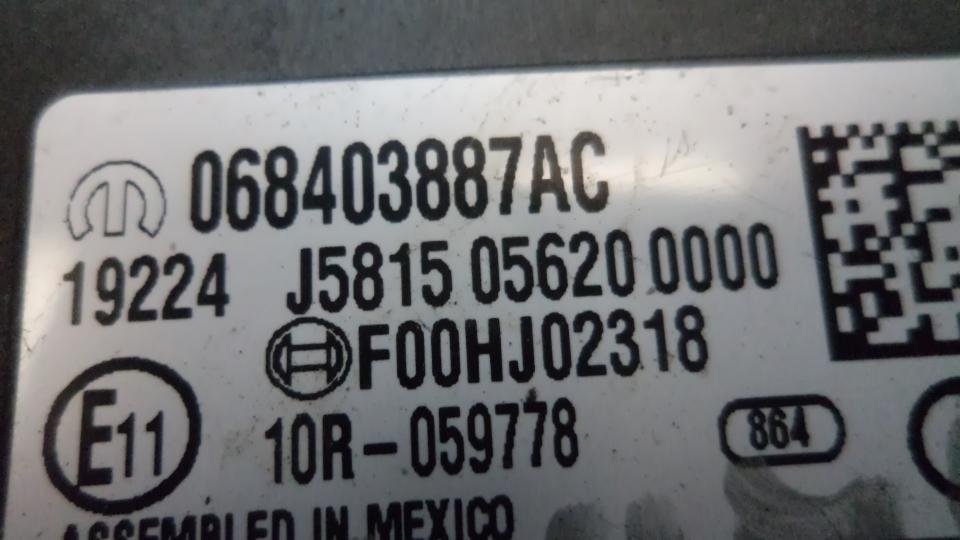 068403887AC
19224 J5815 05620 0000
F00HJ02318
E11 10R-059778 864
ASSEMBLED IN MEXICO